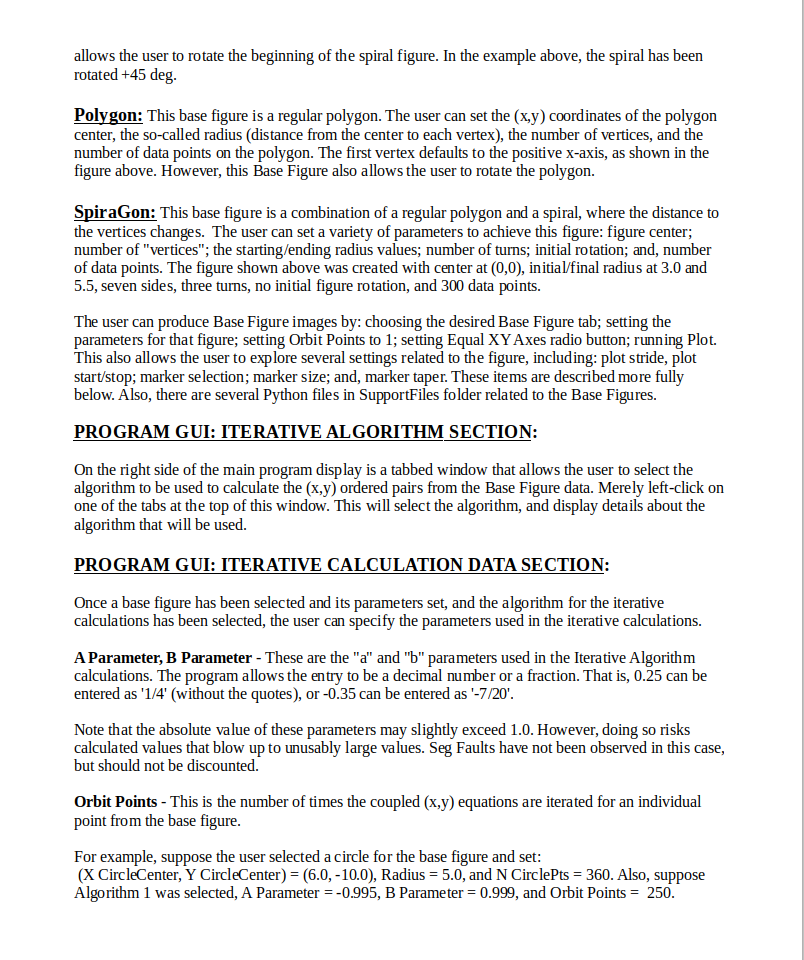 allows the user to rotate the beginning of the spiral figure. In the example above, the spiral has been
rotated +45 deg.
Polygon: This base figure is a regular polygon. The user can set the (x,y) coordinates of the polygon
center, the so-called radius (distance from the center to each vertex), the number of vertices, and the
number of data points on the polygon. The first vertex defaults to the positive x-axis, as shown in the
figure above. However, this Base Figure also allows the user to rotate the polygon.
SpiraGon: This base figure is a combination of a regular polygon and a spiral, where the distance to
the vertices changes.  The user can set a variety of parameters to achieve this figure: figure center;
number of "vertices"; the starting/ending radius values; number of turns; initial rotation; and, number
of data points. The figure shown above was created with center at (0,0), initial/final radius at 3.0 and
5.5, seven sides, three turns, no initial figure rotation, and 300 data points.
The user can produce Base Figure images by: choosing the desired Base Figure tab; setting the
parameters for that figure; setting Orbit Points to 1; setting Equal XY Axes radio button; running Plot.
This also allows the user to explore several settings related to the figure, including: plot stride, plot
start/stop; marker selection; marker size; and, marker taper. These items are described more fully
below. Also, there are several Python files in SupportFiles folder related to the Base Figures.
PROGRAM GUI: ITERATIVE ALGORITHM SECTION:
On the right side of the main program display is a tabbed window that allows the user to select the
algorithm to be used to calculate the (x,y) ordered pairs from the Base Figure data. Merely left-click on
one of the tabs at the top of this window. This will select the algorithm, and display details about the
algorithm that will be used.
PROGRAM GUI: ITERATIVE CALCULATION DATA SECTION:
Once a base figure has been selected and its parameters set, and the algorithm for the iterative
calculations has been selected, the user can specify the parameters used in the iterative calculations.
A Parameter, B Parameter - These are the "a" and "b" parameters used in the Iterative Algorithm
calculations. The program allows the entry to be a decimal number or a fraction. That is, 0.25 can be
entered as '1/4' (without the quotes), or -0.35 can be entered as '-7/20'.
Note that the absolute value of these parameters may slightly exceed 1.0. However, doing so risks
calculated values that blow up to unusably large values. Seg Faults have not been observed in this case,
but should not be discounted.
Orbit Points - This is the number of times the coupled (x,y) equations are iterated for an individual
point from the base figure.
For example, suppose the user selected a circle for the base figure and set:
(X CircleCenter, Y CircleCenter) = (6.0, -10.0), Radius = 5.0, and N CirclePts = 360. Also, suppose
Algorithm 1 was selected, A Parameter = -0.995, B Parameter = 0.999, and Orbit Points =  250.